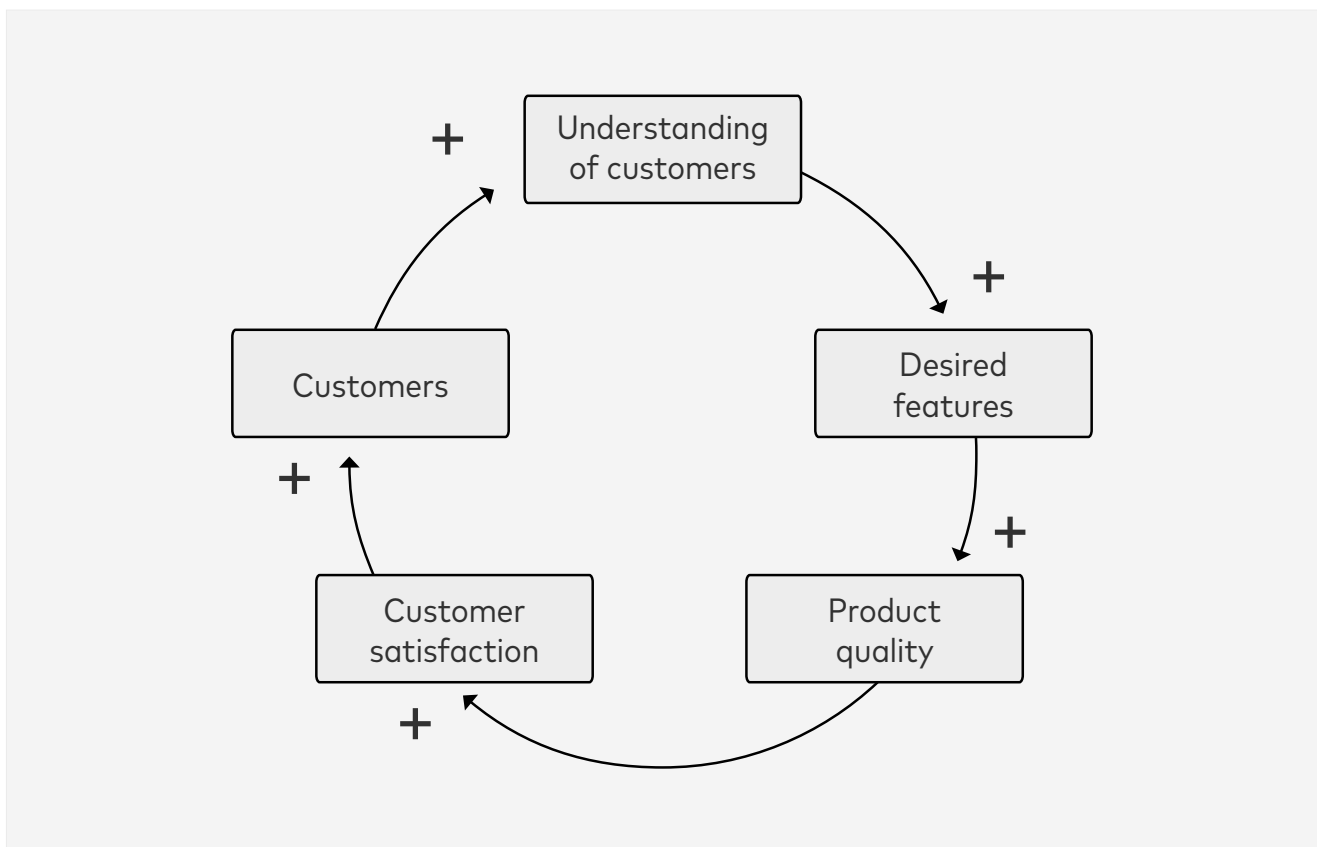 +
Understanding
of customers
+
Desired
features
+
Product
quality
+
Customer
satisfaction
+
Customers